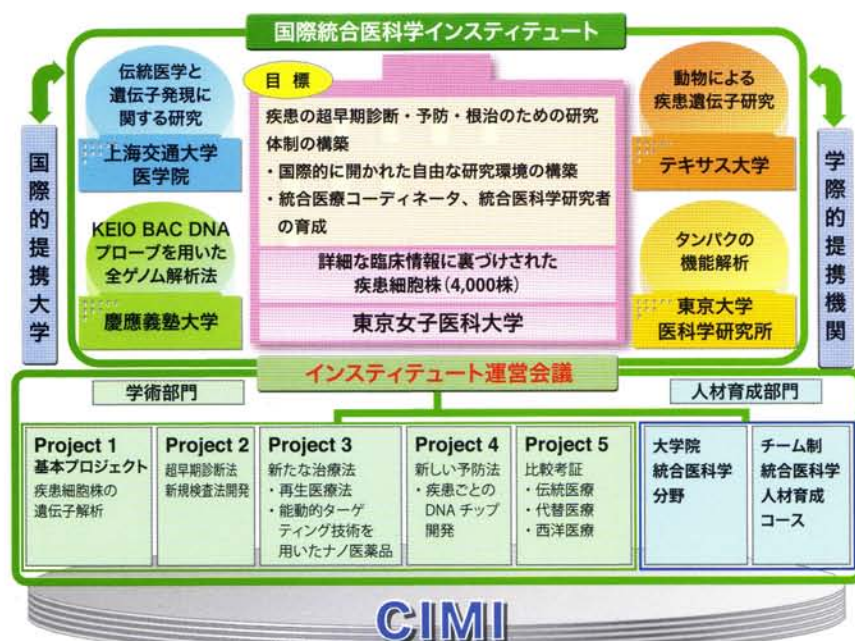 国際統合医科学インスティテュート
伝統医学と
遺伝子発現に
関する研究
上海交通大学
医学院
目 標
疾患の超早期診断・予防・根治のための研究
体制の構築
・国際的に開かれた自由な研究環境の構築
・統合医療コーディネータ、統合医科学研究者
の育成
動物による
疾患遺伝子研究
テキサス大学
国際的提携大学
学際的提携機関
KEIO BAC DNA
プローブを用いた
全ゲノム解析法
慶應義塾大学
詳細な臨床情報に裏づけされた
疾患細胞株(4,000株)
東京女子医科大学
タンパクの
機能解析
東京大学
医科学研究所
インスティテュート運営会議
学術部門
人材育成部門
Project 1
基本プロジェクト
疾患細胞株の
遺伝子解析
Project 2
超早期診断法
新規検査法開発
Project 3
新たな治療法
・再生医療法
・能動的ターゲ
ティング技術を
用いたナノ医薬品
Project 4
新しい予防法
・疾患ごとの
DNA チップ
開発
Project 5
比較考証
・伝統医療
・代替医療
・西洋医療
大学院
統合医科学
分野
チーム制
統合医科学
人材育成
コース
CIMI